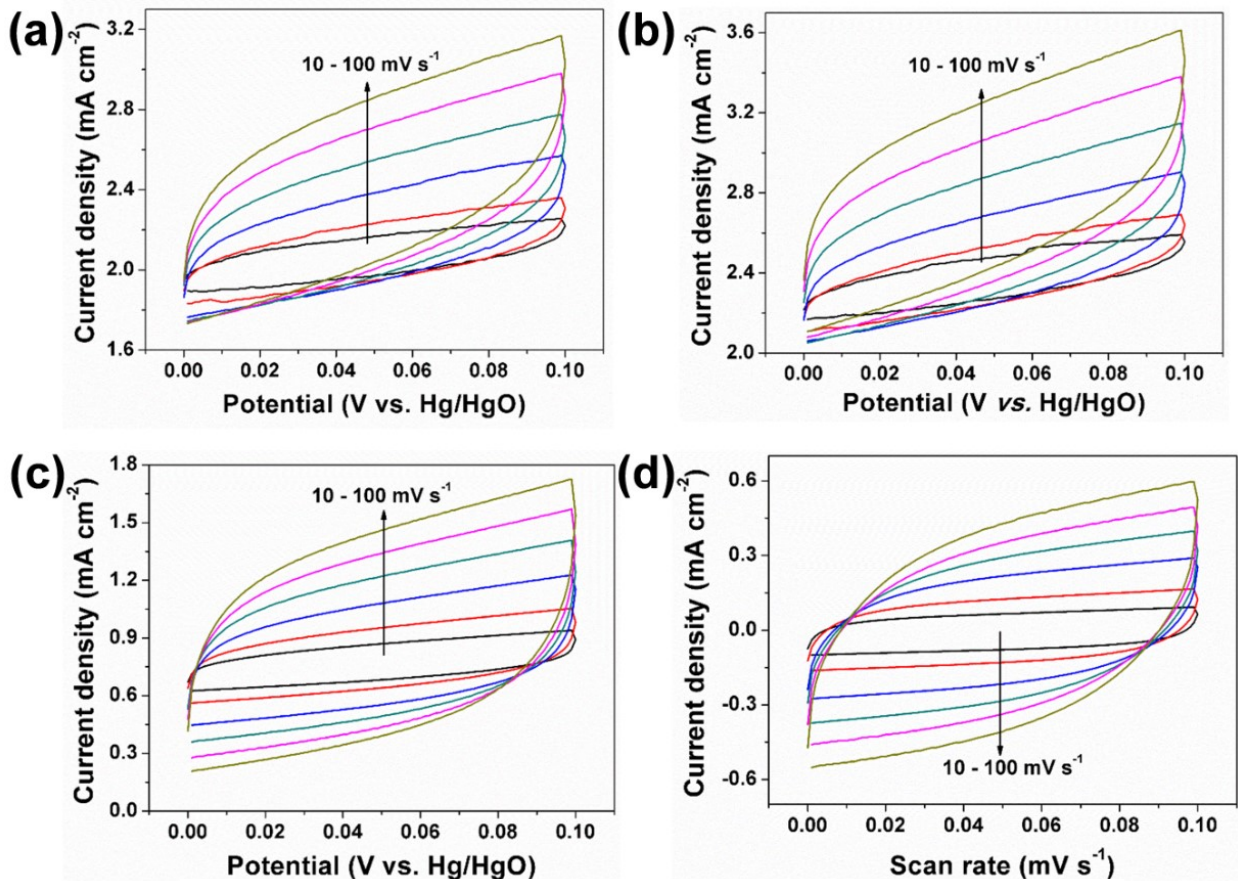 (a)
3.2
2.8
2.4
2.0
1.6
Current density (mA cm⁻²)
10 - 100 mV s⁻¹
0.00 0.02 0.04 0.06 0.08 0.10
Potential (V vs. Hg/HgO)
(b)
3.6
3.2
2.8
2.4
2.0
Current density (mA cm⁻²)
10 - 100 mV s⁻¹
0.00 0.02 0.04 0.06 0.08 0.10
Potential (V vs. Hg/HgO)
(c)
1.8
1.5
1.2
0.9
0.6
0.3
0.0
Current density (mA cm⁻²)
10 - 100 mV s⁻¹
0.00 0.02 0.04 0.06 0.08 0.10
Potential (V vs. Hg/HgO)
(d)
0.6
0.3
0.0
-0.3
-0.6
Current density (mA cm⁻²)
10 - 100 mV s⁻¹
0.00 0.02 0.04 0.06 0.08 0.10
Scan rate (mV s⁻¹)